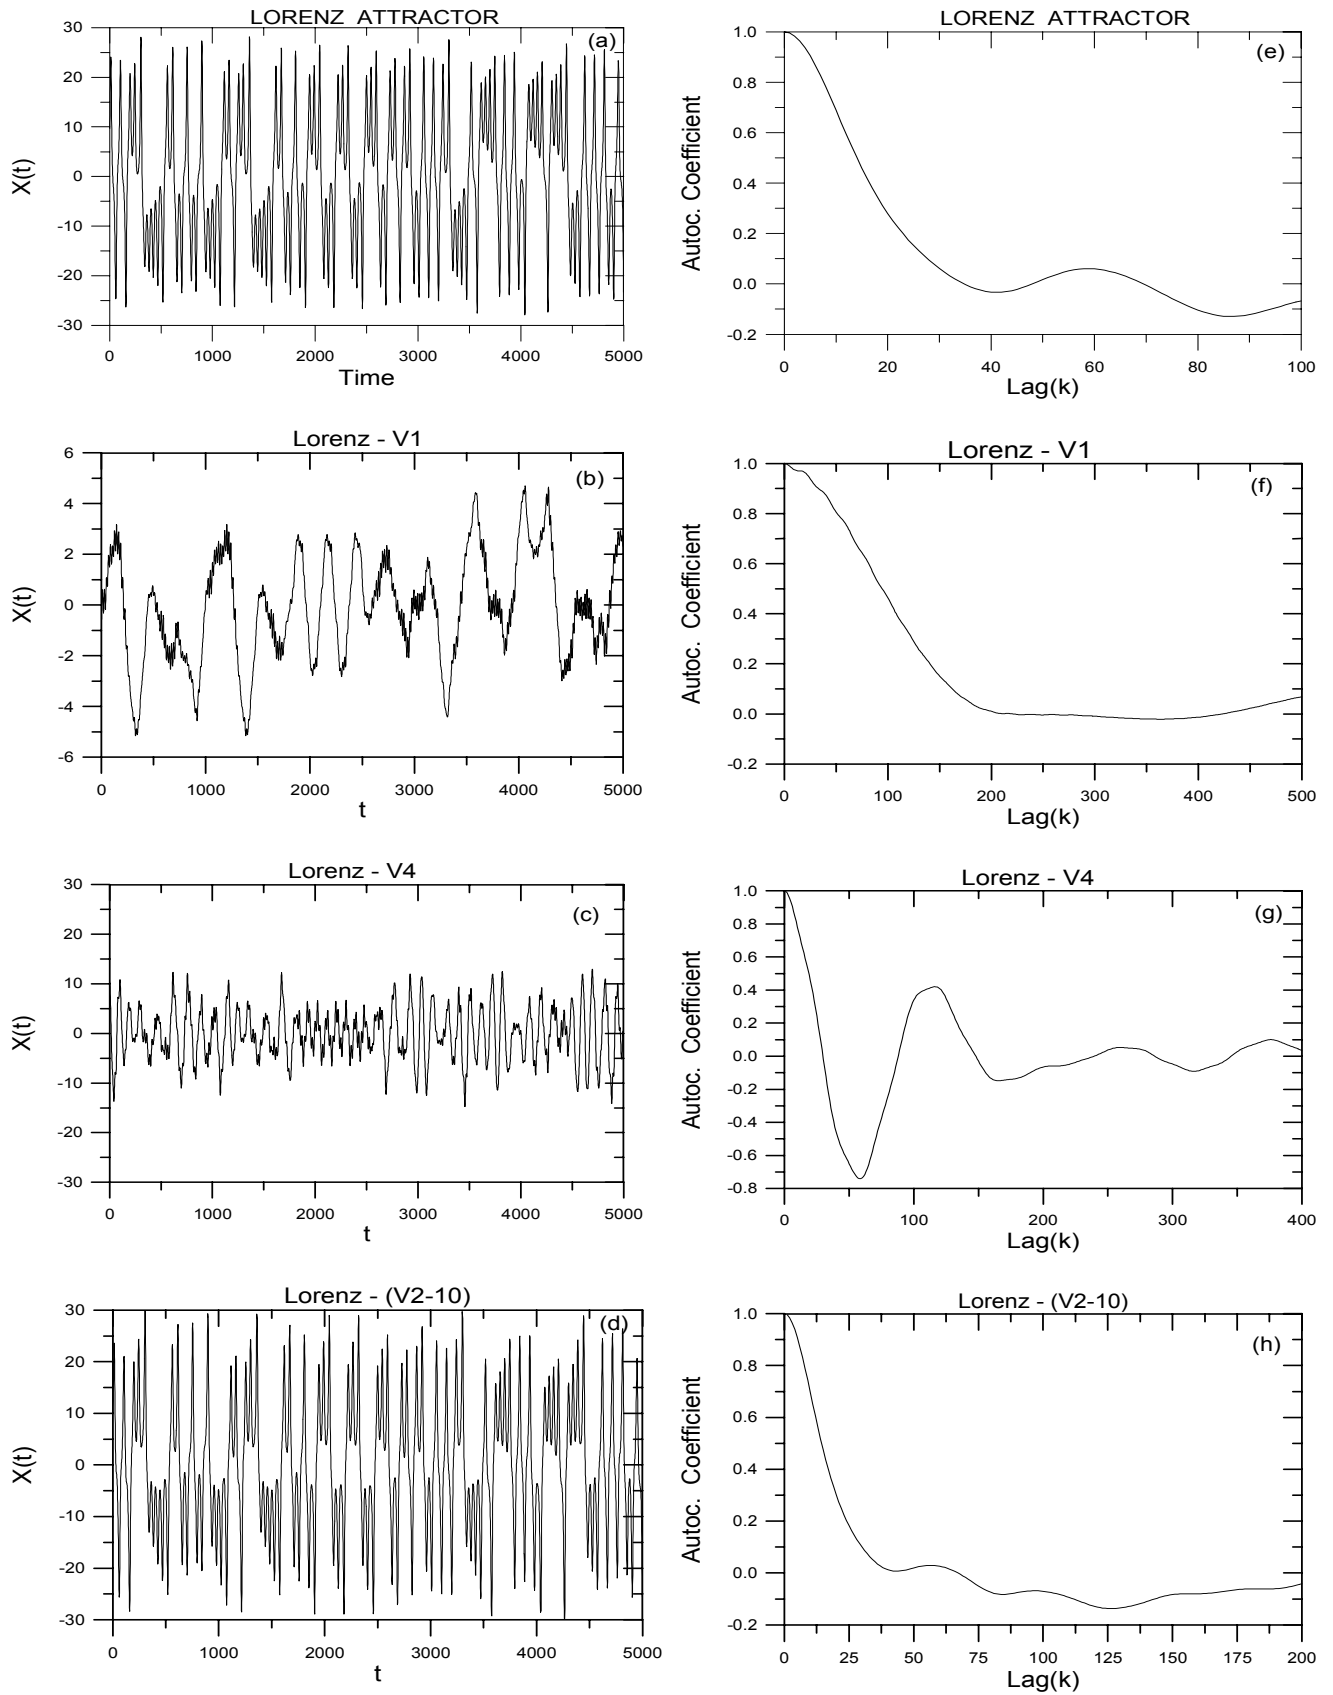 LORENZ ATTRACTOR
(a)
30
20
10
0
-10
-20
-30
X(t)
0 1000 2000 3000 4000 5000
Time
LORENZ ATTRACTOR
(e)
1.0
0.8
0.6
0.4
0.2
0.0
-0.2
Autoc. Coefficient
0 20 40 60 80 100
Lag(k)
Lorenz - V1
(b)
6
4
2
0
-2
-4
-6
X(t)
0 1000 2000 3000 4000 5000
t
Lorenz - V1
(f)
1.0
0.8
0.6
0.4
0.2
0.0
-0.2
Autoc. Coefficient
0 100 200 300 400 500
Lag(k)
Lorenz - V4
(c)
30
20
10
0
-10
-20
-30
X(t)
0 1000 2000 3000 4000 5000
t
Lorenz - V4
(g)
1.0
0.8
0.6
0.4
0.2
0.0
-0.2
-0.4
-0.6
-0.8
Autoc. Coefficient
0 100 200 300 400
Lag(k)
Lorenz - (V2-10)
(d)
30
20
10
0
-10
-20
-30
X(t)
0 1000 2000 3000 4000 5000
t
Lorenz - (V2-10)
(h)
1.0
0.8
0.6
0.4
0.2
0.0
-0.2
Autoc. Coefficient
0 25 50 75 100 125 150 175 200
Lag(k)